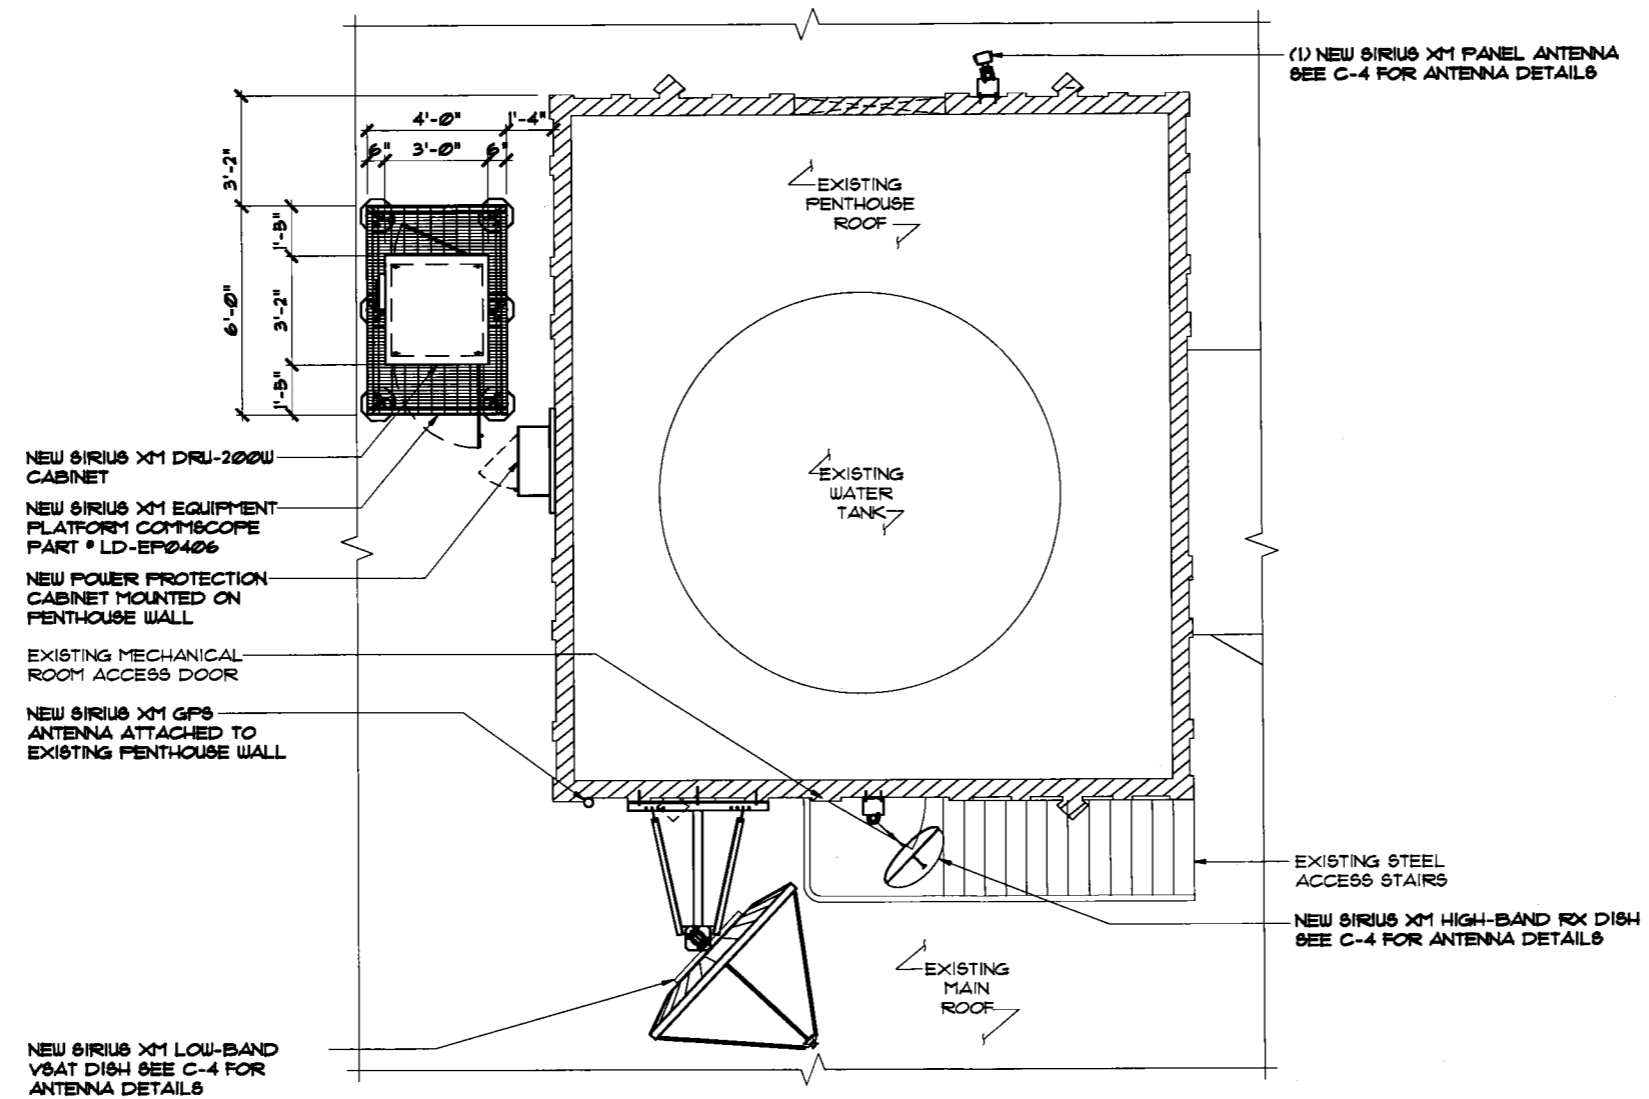 (1) NEW SIRIUS XM PANEL ANTENNA
SEE C-4 FOR ANTENNA DETAILS
4'-0"
1'-4"
6"
3'-0"
6"
3'-2"
6'-0"
1'-5"
3'-2"
1'-5"
EXISTING
PENTHOUSE
ROOF
EXISTING
WATER
TANK
NEW SIRIUS XM DRU-200W
CABINET
NEW SIRIUS XM EQUIPMENT
PLATFORM COMMSCOPE
PART # LD-EP0406
NEW POWER PROTECTION
CABINET MOUNTED ON
PENTHOUSE WALL
EXISTING MECHANICAL
ROOM ACCESS DOOR
NEW SIRIUS XM GPS
ANTENNA ATTACHED TO
EXISTING PENTHOUSE WALL
EXISTING STEEL
ACCESS STAIRS
NEW SIRIUS XM HIGH-BAND RX DISH
SEE C-4 FOR ANTENNA DETAILS
EXISTING
MAIN
ROOF
NEW SIRIUS XM LOW-BAND
VSAT DISH SEE C-4 FOR
ANTENNA DETAILS